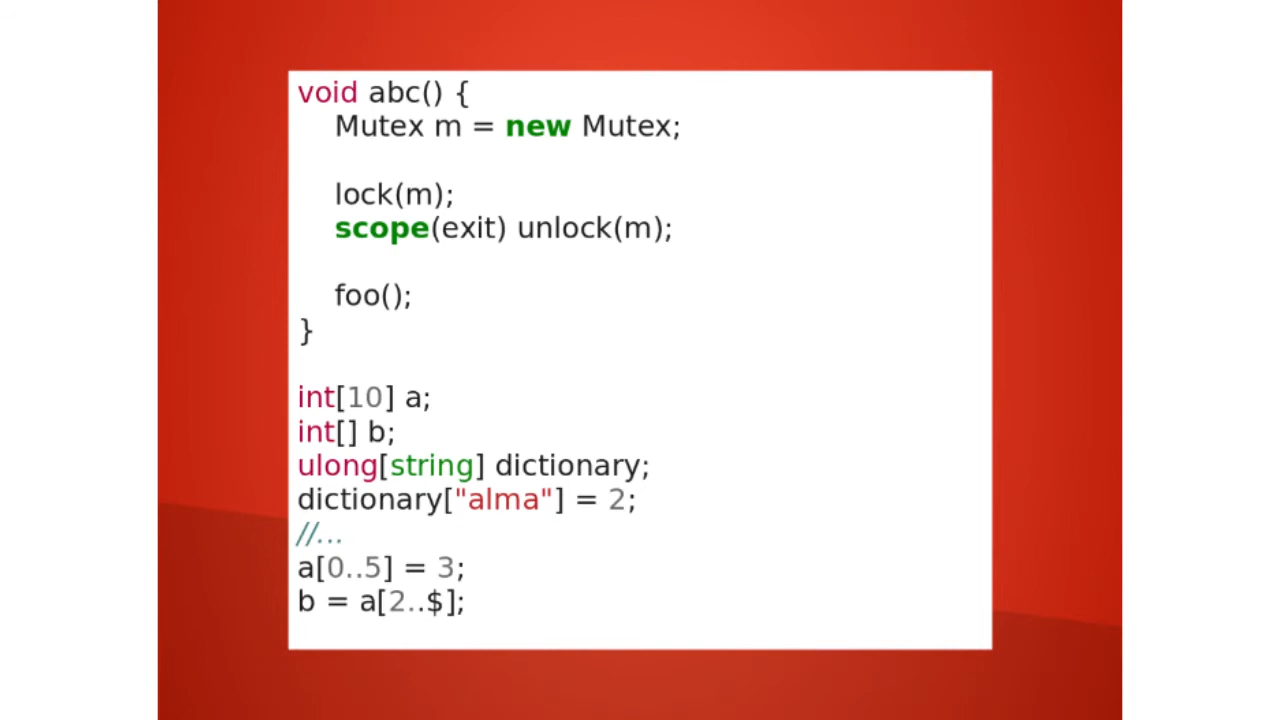 void abc() {
    Mutex m = new Mutex;

    lock(m);
    scope(exit) unlock(m);

    foo();
}

int[10] a;
int[] b;
ulong[string] dictionary;
dictionary["alma"] = 2;
//...
a[0..5] = 3;
b = a[2..$];